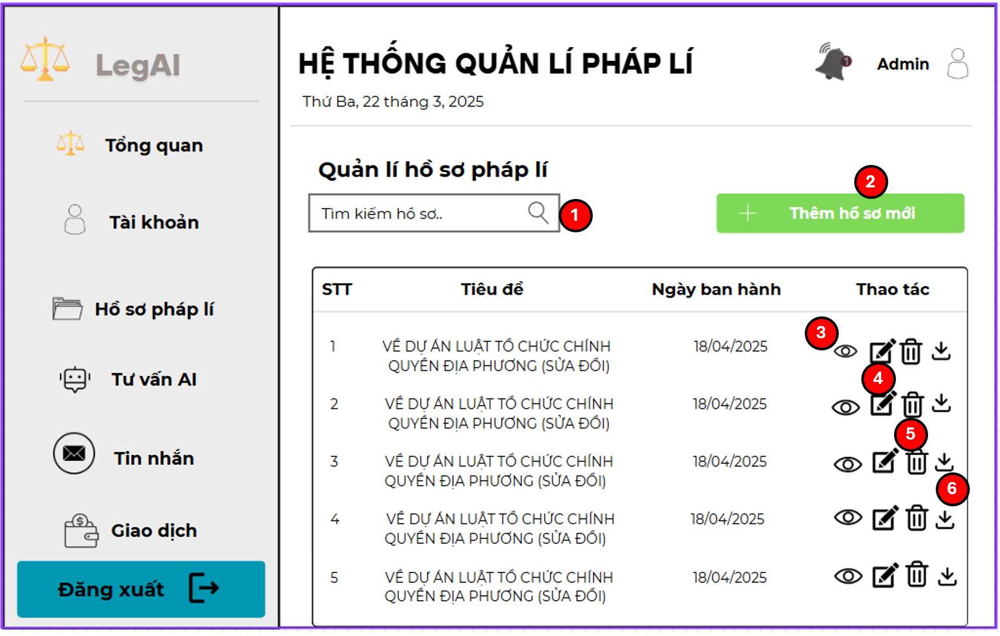 LegAI
Tổng quan
Tài khoản
Hồ sơ pháp lí
Tư vấn AI
Tin nhắn
Giao dịch
Đăng xuất
HỆ THỐNG QUẢN LÍ PHÁP LÍ
1
Admin
Thứ Ba, 22 tháng 3, 2025
Quản lí hồ sơ pháp lí
Tìm kiếm hồ sơ..
1
2
Thêm hồ sơ mới
STT Tiêu đề Ngày ban hành Thao tác
1 VỀ DỰ ÁN LUẬT TỔ CHỨC CHÍNH 18/04/2025
QUYỀN ĐỊA PHƯƠNG (SỬA ĐỔI)
3
4
2 VỀ DỰ ÁN LUẬT TỔ CHỨC CHÍNH 18/04/2025
QUYỀN ĐỊA PHƯƠNG (SỬA ĐỔI)
5
3 VỀ DỰ ÁN LUẬT TỔ CHỨC CHÍNH 18/04/2025
QUYỀN ĐỊA PHƯƠNG (SỬA ĐỔI)
6
4 VỀ DỰ ÁN LUẬT TỔ CHỨC CHÍNH 18/04/2025
QUYỀN ĐỊA PHƯƠNG (SỬA ĐỔI)
5 VỀ DỰ ÁN LUẬT TỔ CHỨC CHÍNH 18/04/2025
QUYỀN ĐỊA PHƯƠNG (SỬA ĐỔI)